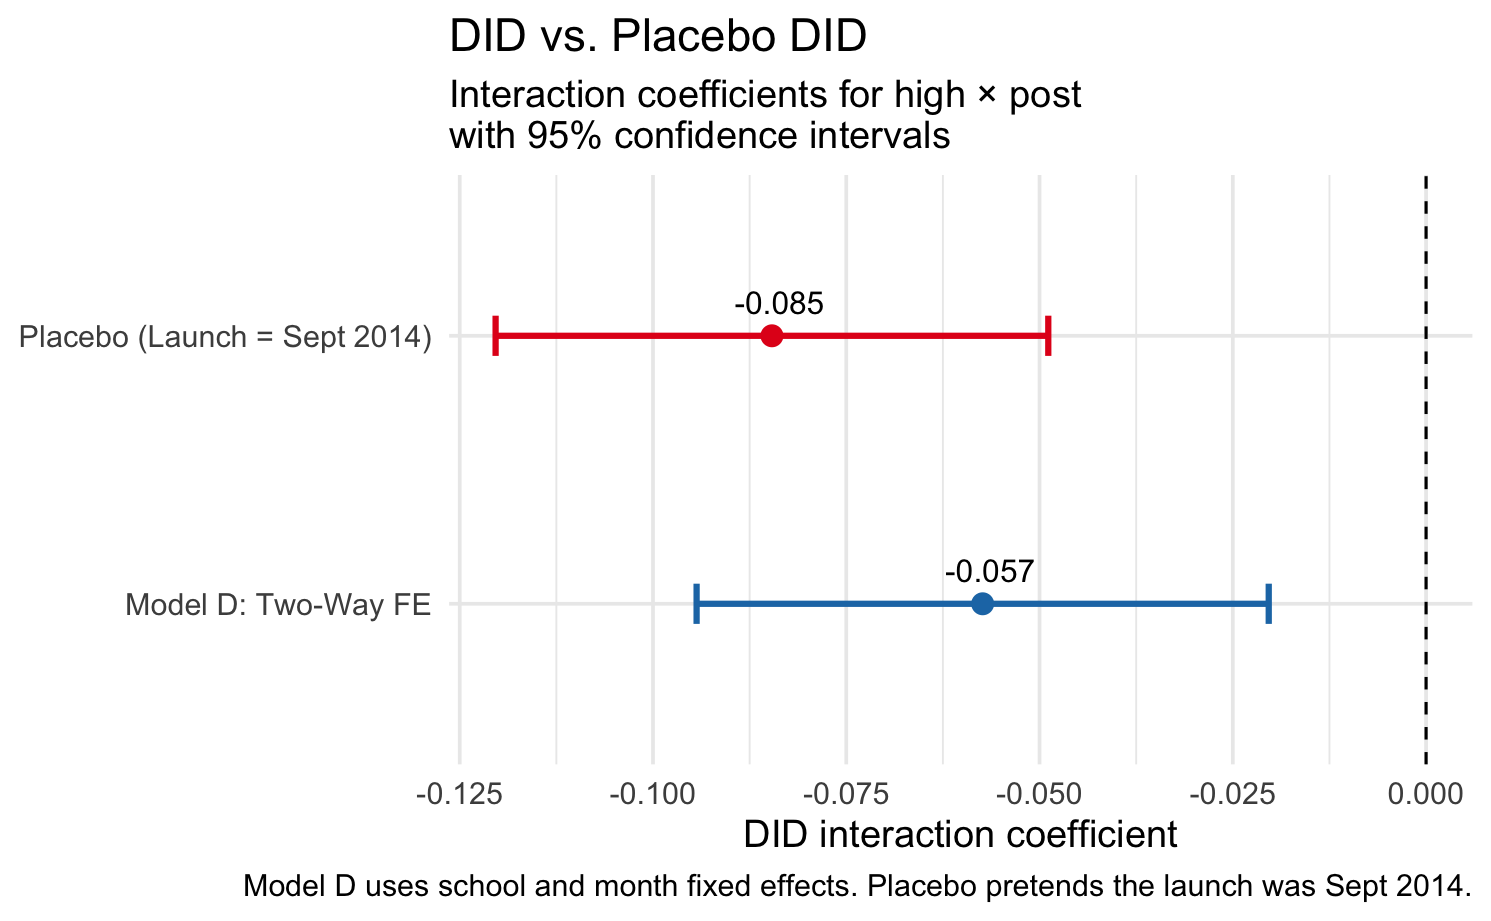 DID vs. Placebo DID
Interaction coefficients for high × post
with 95% confidence intervals
Placebo (Launch = Sept 2014)
-0.085
Model D: Two-Way FE
-0.057
-0.125
-0.100
-0.075
-0.050
-0.025
0.000
DID interaction coefficient
Model D uses school and month fixed effects. Placebo pretends the launch was Sept 2014.